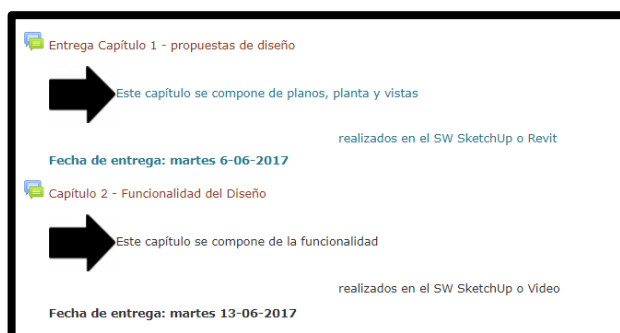 Entrega Capítulo 1 - propuestas de diseño
Este capítulo se compone de planos, planta y vistas
realizados en el SW SketchUp o Revit
Fecha de entrega: martes 6-06-2017
Capítulo 2 - Funcionalidad del Diseño
Este capítulo se compone de la funcionalidad
realizados en el SW SketchUp o Video
Fecha de entrega: martes 13-06-2017